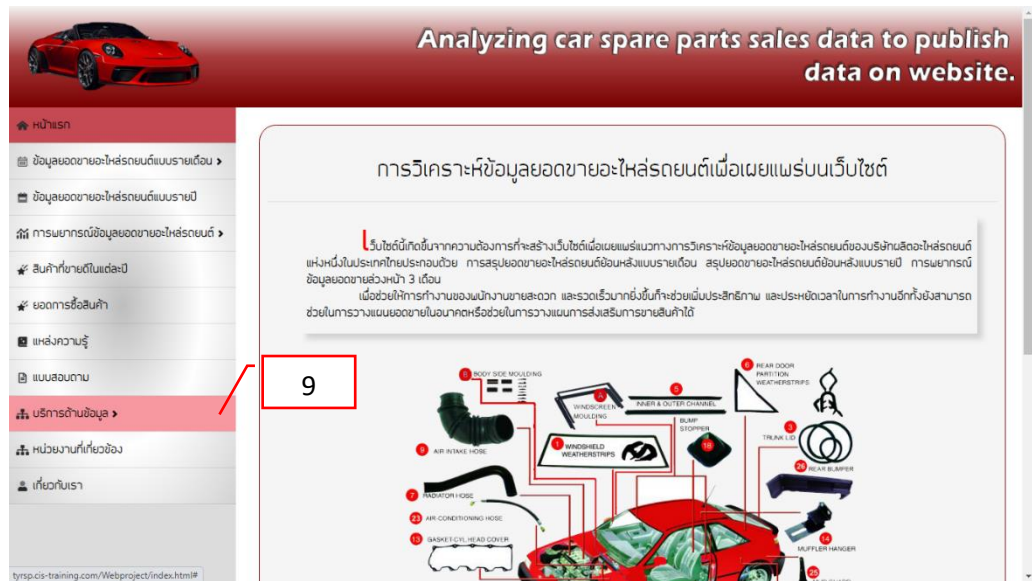 Analyzing car spare parts sales data to publish
data on website.
หน้าแรก
ข้อมูลยอดขายอะไหล่รถยนต์แบบรายเดือน >
ข้อมูลยอดขายอะไหล่รถยนต์แบบรายปี
การพยากรณ์ข้อมูลยอดขายอะไหล่รถยนต์ >
สินค้าที่ขายดีในแต่ละปี
ยอดการซื้อสินค้า
แหล่งความรู้
แบบสอบถาม
บริการด้านข้อมูล >
หน่วยงานที่เกี่ยวข้อง
เกี่ยวกับเรา
9
การวิเคราะห์ข้อมูลยอดขายอะไหล่รถยนต์เพื่อเผยแพร่บนเว็บไซต์
เว็บไซต์นี้เกิดขึ้นจากความต้องการที่จะสร้างเว็บไซต์เพื่อเผยแพร่แนวทางการวิเคราะห์ข้อมูลยอดขายอะไหล่รถยนต์ของบริษัทผลิตอะไหล่รถยนต์
แห่งหนึ่งในประเทศไทยประกอบด้วย การสรุปยอดขายอะไหล่รถยนต์ย้อนหลังแบบรายเดือน สรุปยอดขายอะไหล่รถยนต์ย้อนหลังแบบรายปี การพยากรณ์
ข้อมูลยอดขายล่วงหน้า 3 เดือน
เพื่อช่วยให้การทำงานของพนักงานขายสะดวก และรวดเร็วมากยิ่งขึ้นก็จะช่วยเพิ่มประสิทธิภาพ และประหยัดเวลาในการทำงานอีกทั้งยังสามารถ
ช่วยในการวางแผนยอดขายในอนาคตหรือช่วยในการวางแผนการส่งเสริมการขายสินค้าได้
BODY SIDE MOULDING
A
WINDSCREEN
MOULDING
5
INNER & OUTER CHANNEL
6
REAR DOOR
PARTITION
WEATHERSTRIPS
BUMP
STOPPER
18
3
TRUNK LID
9
AIR INTAKE HOSE
1
WINDSHIELD
WEATHERSTRIPS
26
REAR BUMPER
7
RADIATOR HOSE
23
AIR-CONDITIONING HOSE
13
GASKET-CYL.HEAD COVER
14
MUFFLER HANGER
25
tyrsp.cis-training.com/Webproject/index.html#